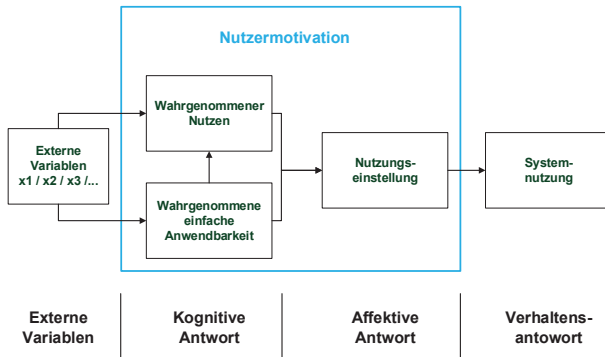 Nutzermotivation
Wahrgenommener
Nutzen
Externe
Variablen
x1 / x2 / x3 /...
Wahrgenommene
einfache
Anwendbarkeit
Nutzungs-
einstellung
System-
nutzung
Externe
Variablen
Kognitive
Antwort
Affektive
Antwort
Verhaltens-
antowort